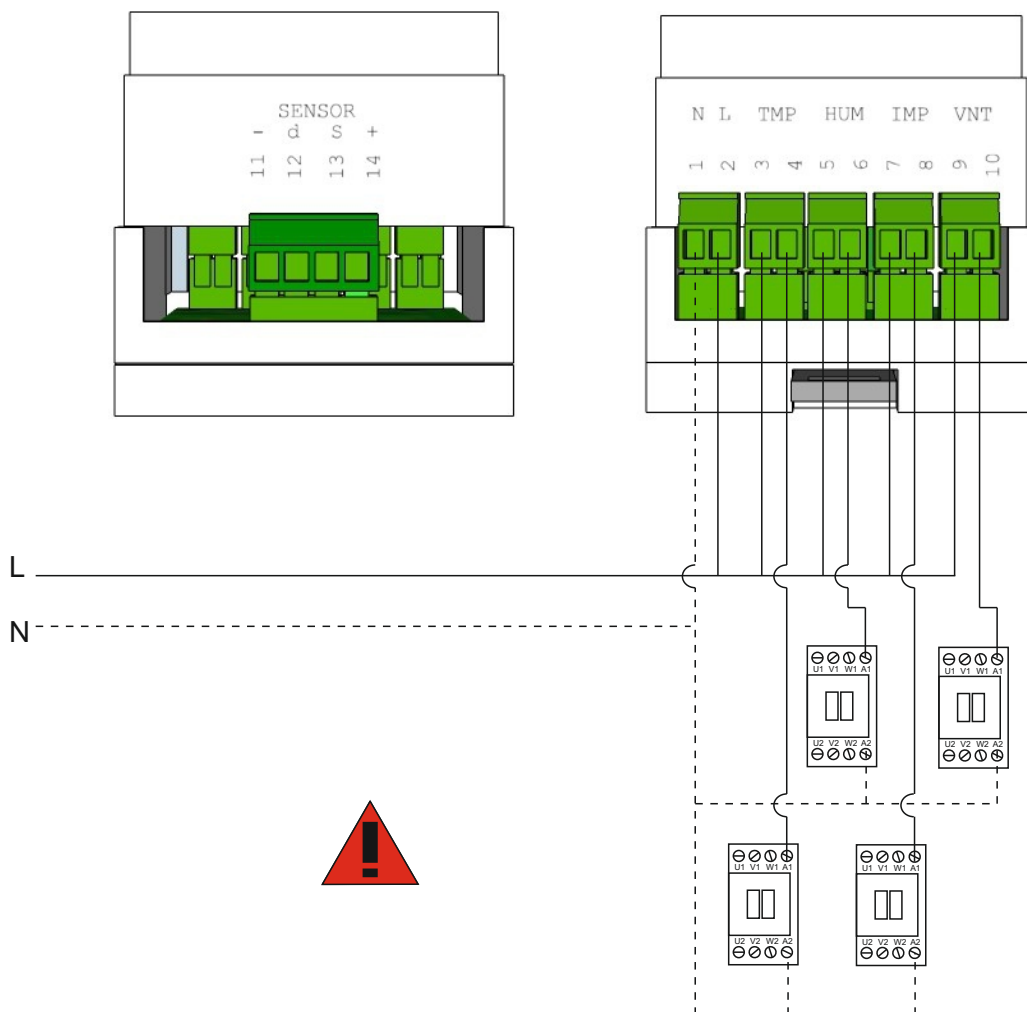 SENSOR
- d S +
11 12 13 14
N L TMP HUM IMP VNT
1 2 3 4 5 6 7 8 9 10
L
N
U1 V1 W1 A1
U2 V2 W2 A2
U1 V1 W1 A1
U2 V2 W2 A2
U1 V1 W1 A1
U2 V2 W2 A2
U1 V1 W1 A1
U2 V2 W2 A2